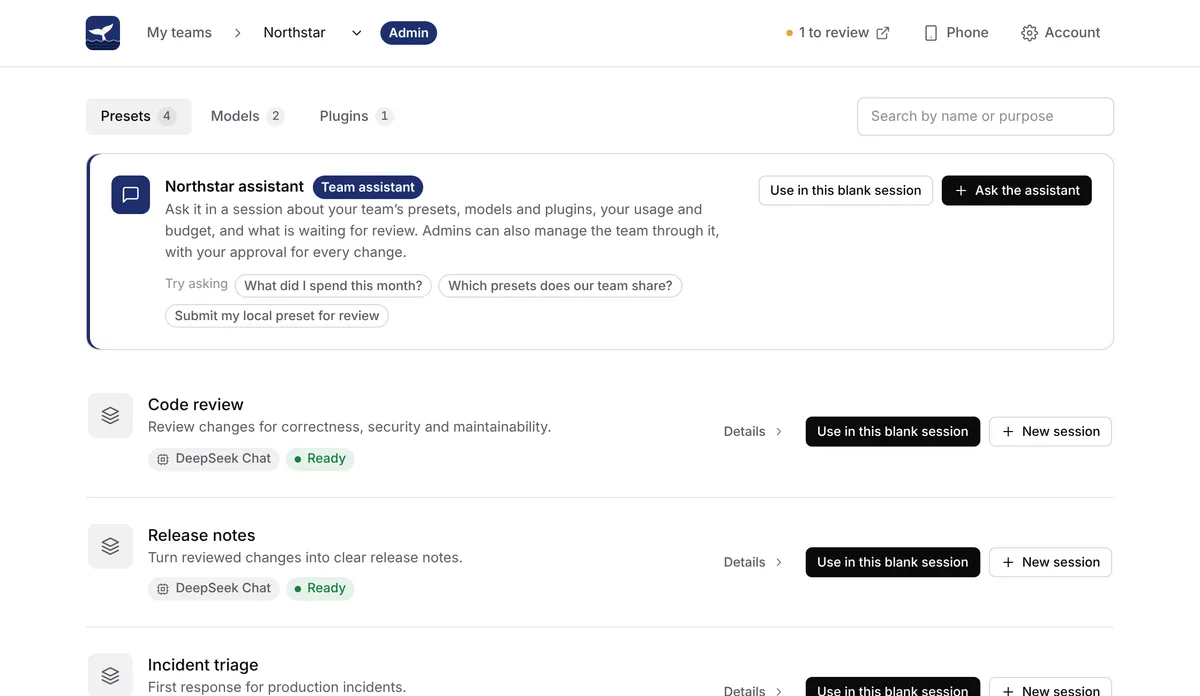 My teams
Northstar
Admin
1 to review
Phone
Account
Presets 4
Models 2
Plugins 1
Search by name or purpose
Northstar assistant
Team assistant
Use in this blank session
+ Ask the assistant
Ask it in a session about your team’s presets, models and plugins, your usage and
budget, and what is waiting for review. Admins can also manage the team through it,
with your approval for every change.
Try asking
What did I spend this month?
Which presets does our team share?
Submit my local preset for review
Code review
Review changes for correctness, security and maintainability.
DeepSeek Chat
Ready
Details
Use in this blank session
+ New session
Release notes
Turn reviewed changes into clear release notes.
DeepSeek Chat
Ready
Details
Use in this blank session
+ New session
Incident triage
First response for production incidents.
Details
Use in this blank session
+ New session